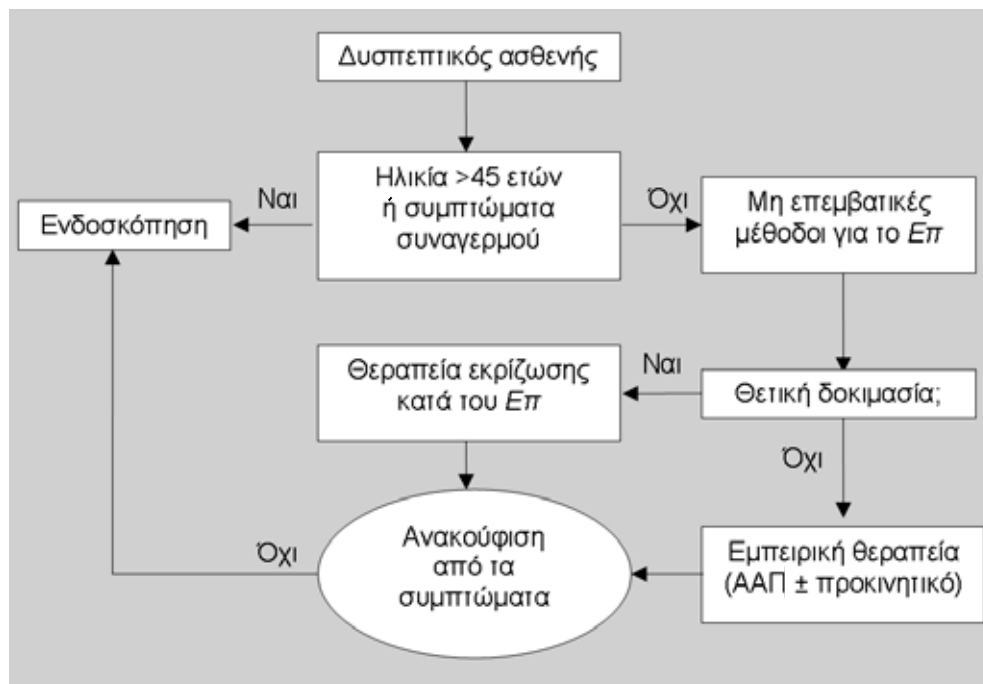 Δυσπεπτικός ασθενής
Ηλικία >45 ετών
ή συμπτώματα
συναγερμού
Ναι
Όχι
Ενδοσκόπηση
Μη επεμβατικές
μέθοδοι για το Επ
Θεραπεία εκρίζωσης
κατά του Επ
Ναι
Θετική δοκιμασία;
Όχι
Ανακούφιση
από τα
συμπτώματα
Όχι
Εμπειρική θεραπεία
(ΑΑΠ ± προκινητικό)